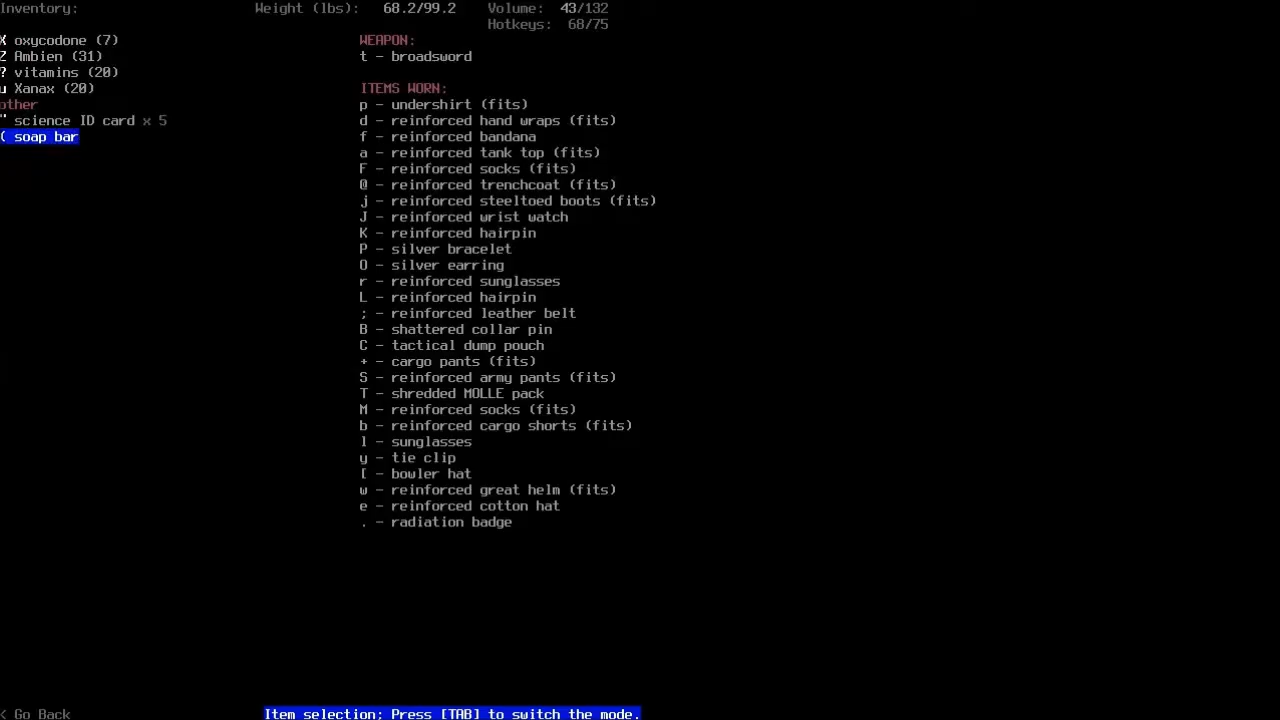 Inventory: Weight (lbs): 68.2/99.2 Volume: 43/132
Hotkeys: 68/75
X oxycodone (7)
Z Ambien (31)
? vitamins (20)
u Xanax (20)
other
" science ID card x 5
( soap bar
WEAPON:
t - broadsword
ITEMS WORN:
p - undershirt (fits)
d - reinforced hand wraps (fits)
f - reinforced bandana
a - reinforced tank top (fits)
F - reinforced socks (fits)
@ - reinforced trenchcoat (fits)
j - reinforced steeltoed boots (fits)
J - reinforced wrist watch
K - reinforced hairpin
P - silver bracelet
O - silver earring
r - reinforced sunglasses
L - reinforced hairpin
; - reinforced leather belt
B - shattered collar pin
C - tactical dump pouch
+ - cargo pants (fits)
S - reinforced army pants (fits)
T - shredded MOLLE pack
M - reinforced socks (fits)
b - reinforced cargo shorts (fits)
l - sunglasses
y - tie clip
[ - bowler hat
w - reinforced great helm (fits)
e - reinforced cotton hat
. - radiation badge
< Go Back
Item selection; Press [TAB] to switch the mode.